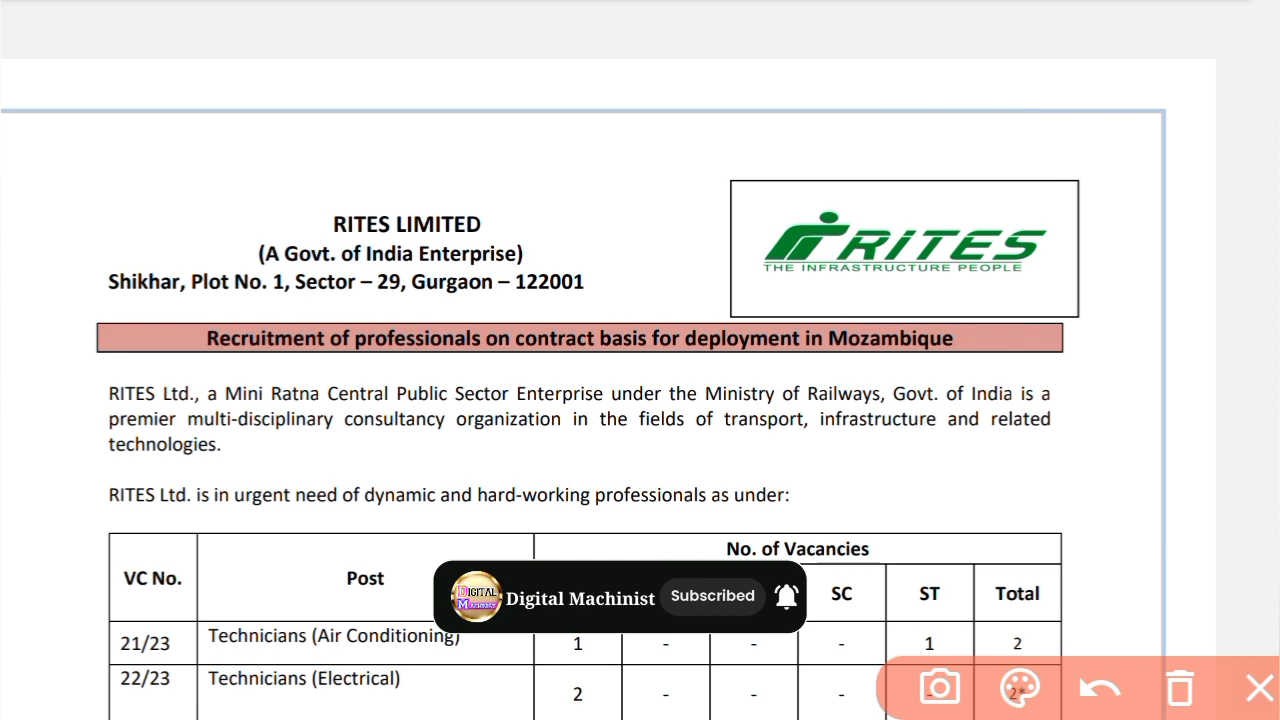 RITES LIMITED
(A Govt. of India Enterprise)
Shikhar, Plot No. 1, Sector – 29, Gurgaon – 122001
RITES
THE INFRASTRUCTURE PEOPLE
Recruitment of professionals on contract basis for deployment in Mozambique
RITES Ltd., a Mini Ratna Central Public Sector Enterprise under the Ministry of Railways, Govt. of India is a
premier multi-disciplinary consultancy organization in the fields of transport, infrastructure and related
technologies.
RITES Ltd. is in urgent need of dynamic and hard-working professionals as under:
VC No. Post No. of Vacancies
SC ST Total
DIGITAL
MACHINIST
Digital Machinist Subscribed
21/23 Technicians (Air Conditioning) 1 - - - 1 2
22/23 Technicians (Electrical) 2 - - - - 2*